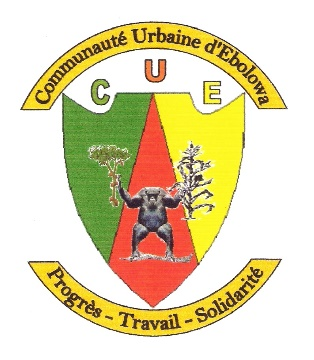 Communauté Urbaine d'Ebolowa
C U E
Progrès - Travail - Solidarité